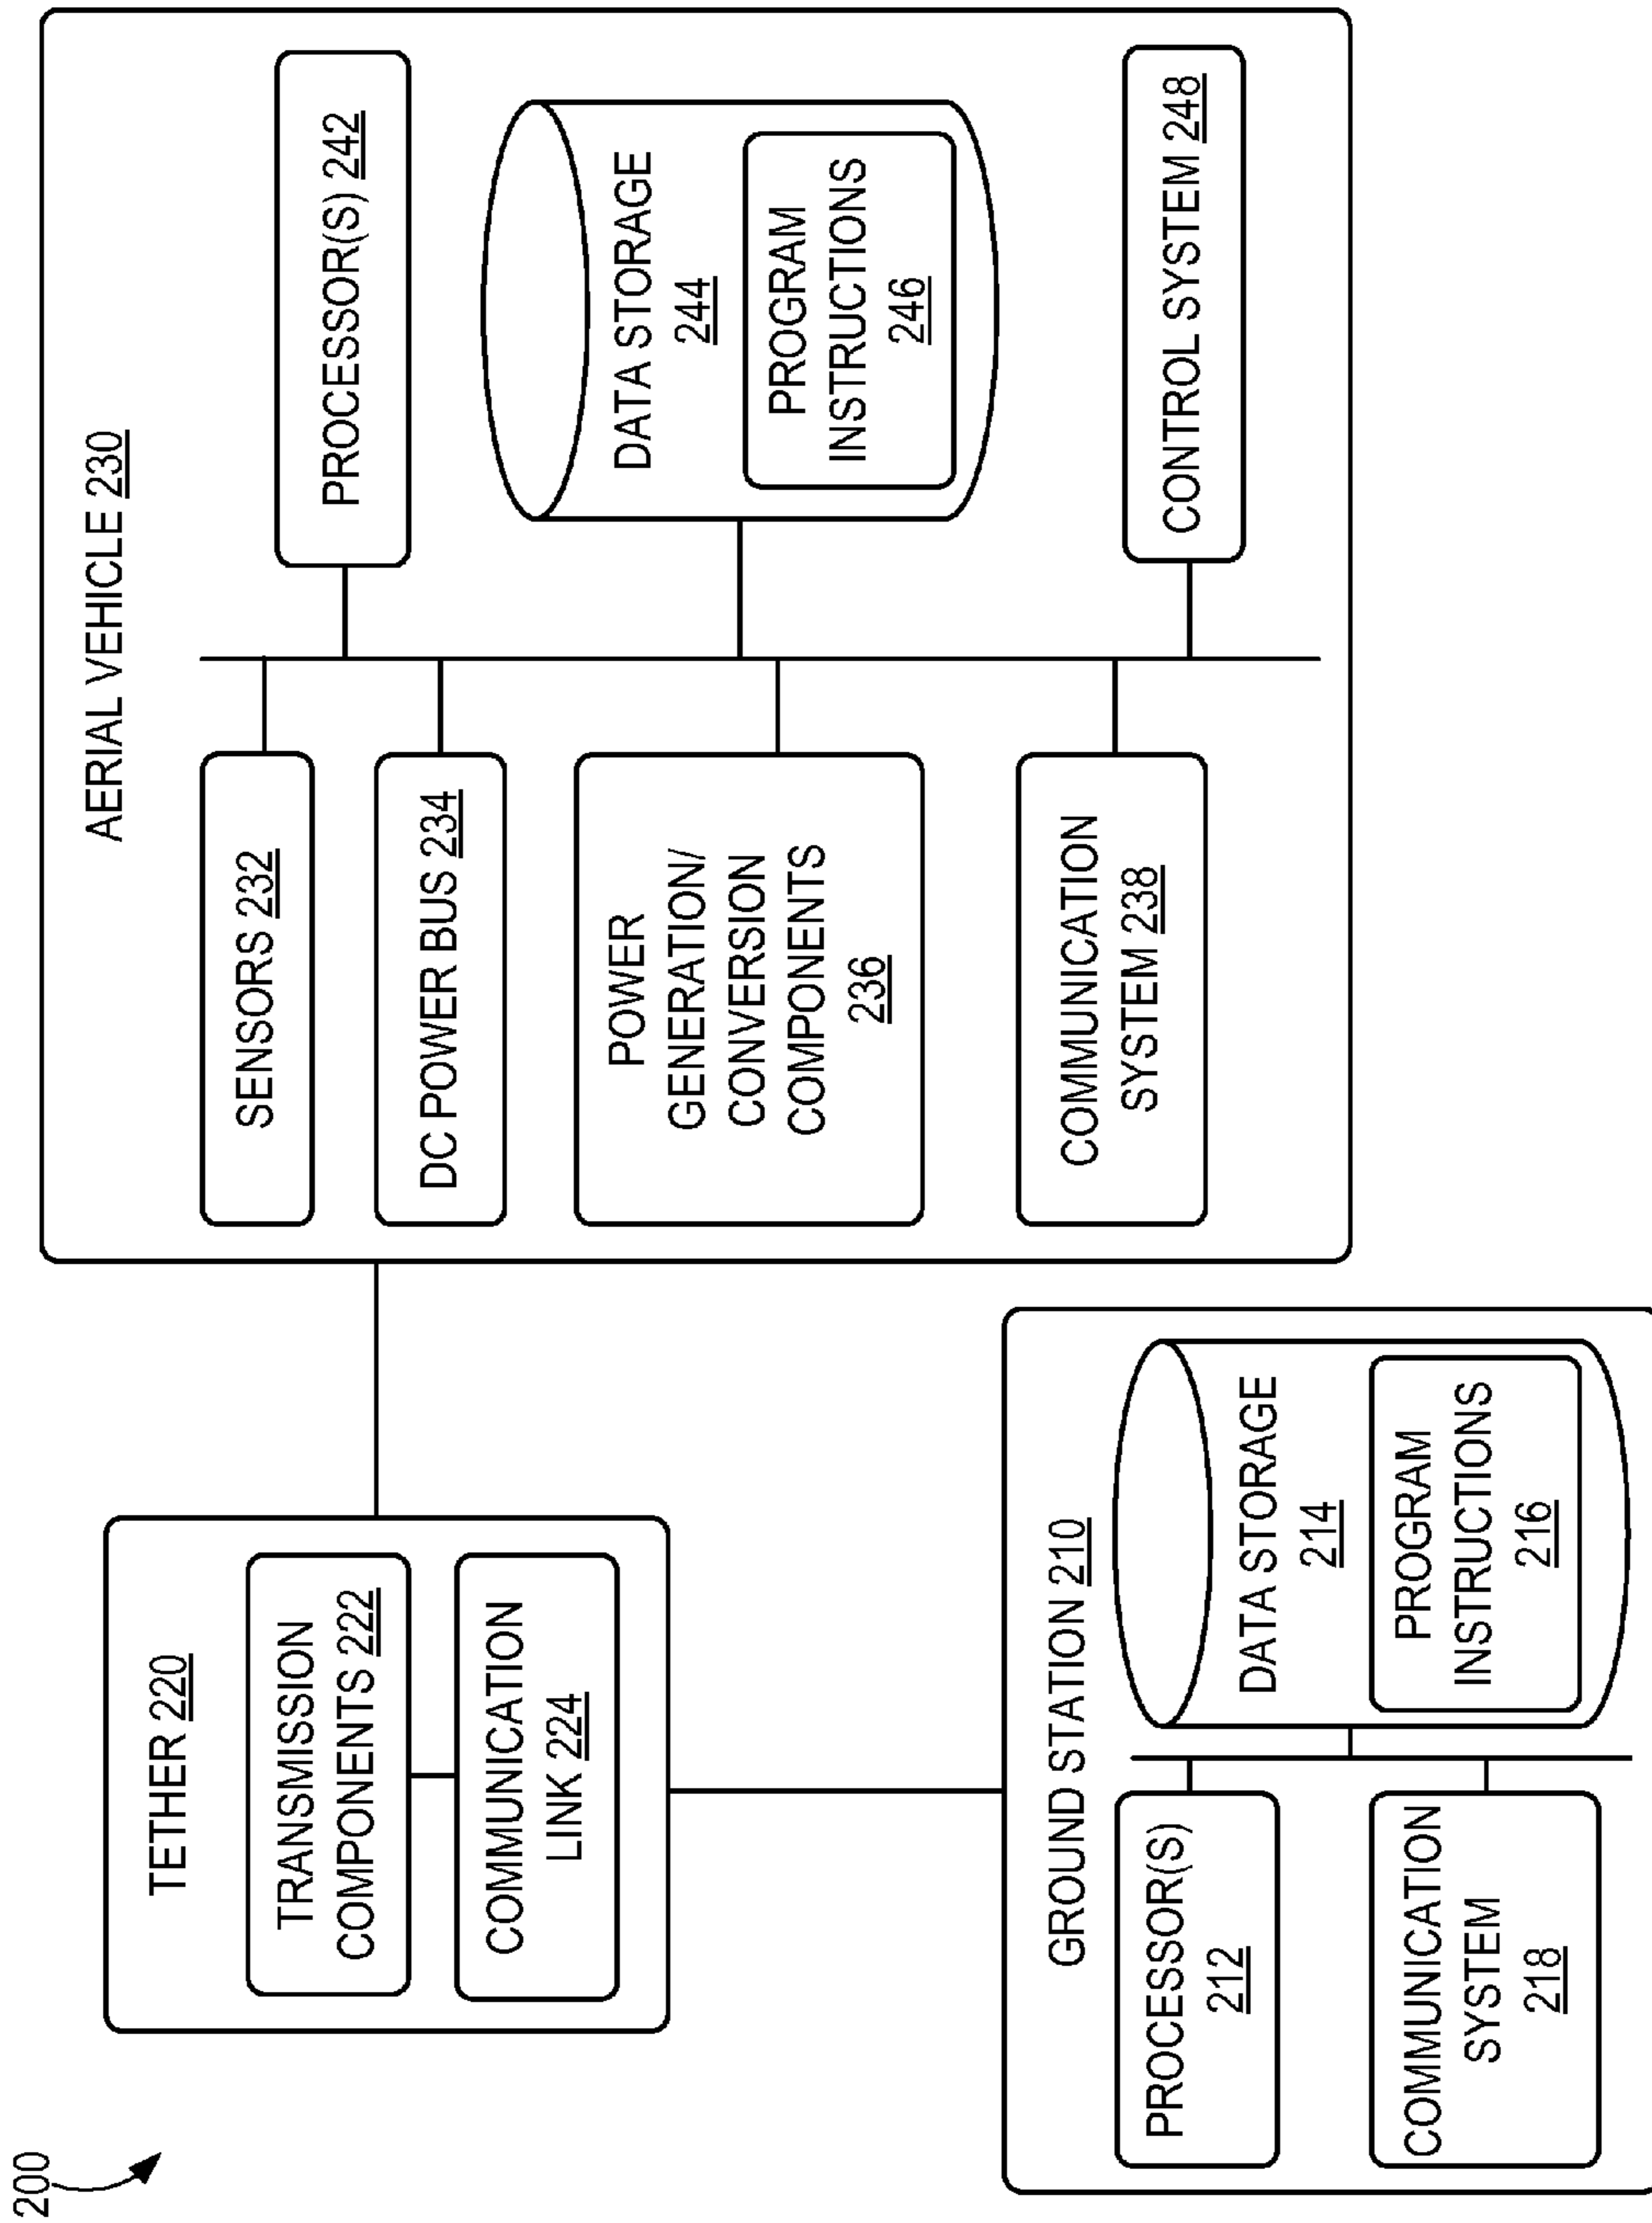 200
TETHER 220
TRANSMISSION
COMPONENTS 222
COMMUNICATION
LINK 224
GROUND STATION 210
PROCESSOR(S)
212
COMMUNICATION
SYSTEM
218
DATA STORAGE
214
PROGRAM
INSTRUCTIONS
216
AERIAL VEHICLE 230
SENSORS 232
DC POWER BUS 234
POWER
GENERATION/
CONVERSION
COMPONENTS
236
COMMUNICATION
SYSTEM 238
PROCESSOR(S) 242
DATA STORAGE
244
PROGRAM
INSTRUCTIONS
246
CONTROL SYSTEM 248